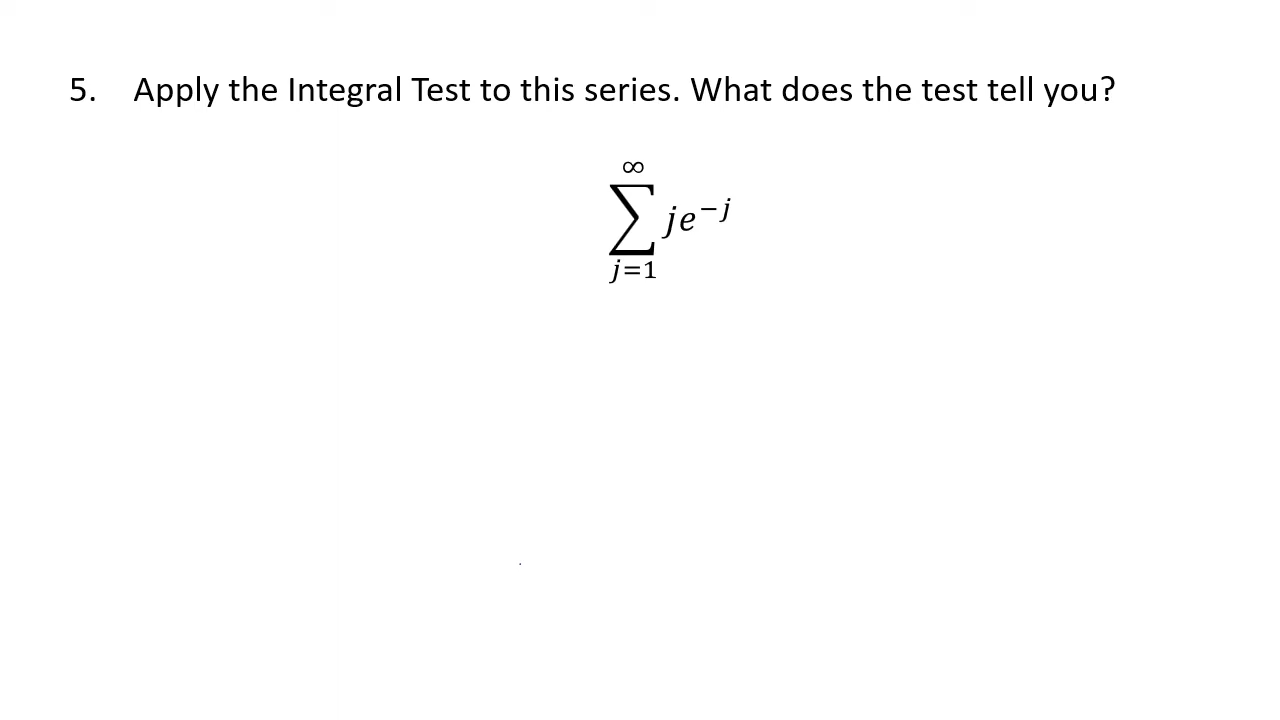 5. Apply the Integral Test to this series. What does the test tell you?
∞
∑ je⁻ʲ
j=1